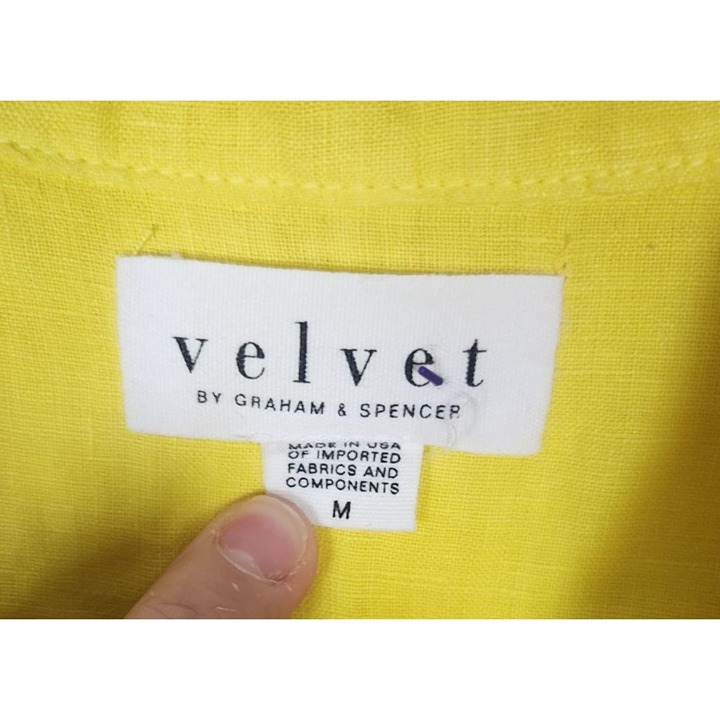 velvet
BY GRAHAM & SPENCER
MADE IN USA
OF IMPORTED
FABRICS AND
COMPONENTS
M